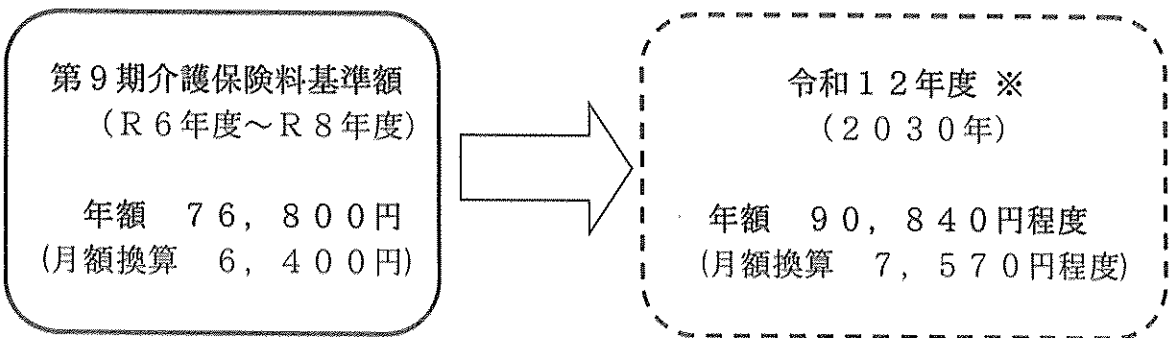 第９期介護保険料基準額
（Ｒ６年度～Ｒ８年度）
年額　７６，８００円
(月額換算　６，４００円)
令和１２年度 ※
（２０３０年）
年額　９０，８４０円程度
(月額換算　７，５７０円程度)